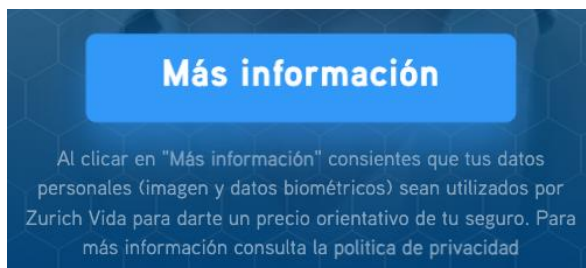 Más información
Al clicar en "Más información" consientes que tus datos
personales (imagen y datos biométricos) sean utilizados por
Zurich Vida para darte un precio orientativo de tu seguro. Para
más información consulta la politica de privacidad